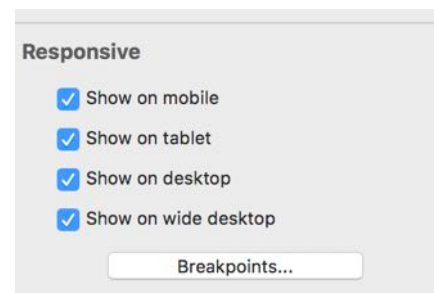 Responsive
Show on mobile
Show on tablet
Show on desktop
Show on wide desktop
Breakpoints...